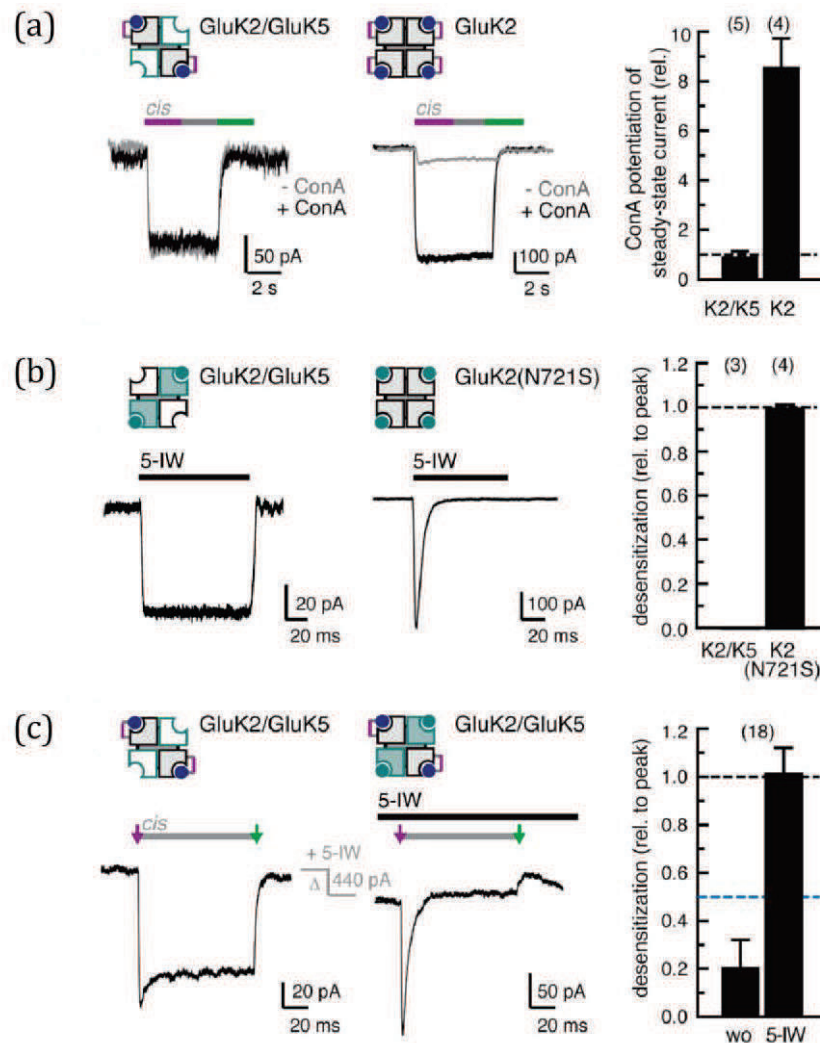 (a)
GluK2/GluK5
GluK2
cis
cis
- ConA
+ ConA
50 pA
2 s
- ConA
+ ConA
100 pA
2 s
ConA potentiation of
steady-state current (rel.)
(5) (4)
10
8
6
4
2
0
K2/K5 K2
(b)
GluK2/GluK5
GluK2(N721S)
5-IW
5-IW
20 pA
20 ms
100 pA
20 ms
desensitization (rel. to peak)
(3) (4)
1.2
1.0
0.8
0.6
0.4
0.2
0.0
K2/K5 K2
(N721S)
(c)
GluK2/GluK5
GluK2/GluK5
5-IW
cis
+ 5-IW
Δ 440 pA
20 pA
20 ms
50 pA
20 ms
desensitization (rel. to peak)
(18)
1.2
1.0
0.8
0.6
0.4
0.2
0.0
wo 5-IW